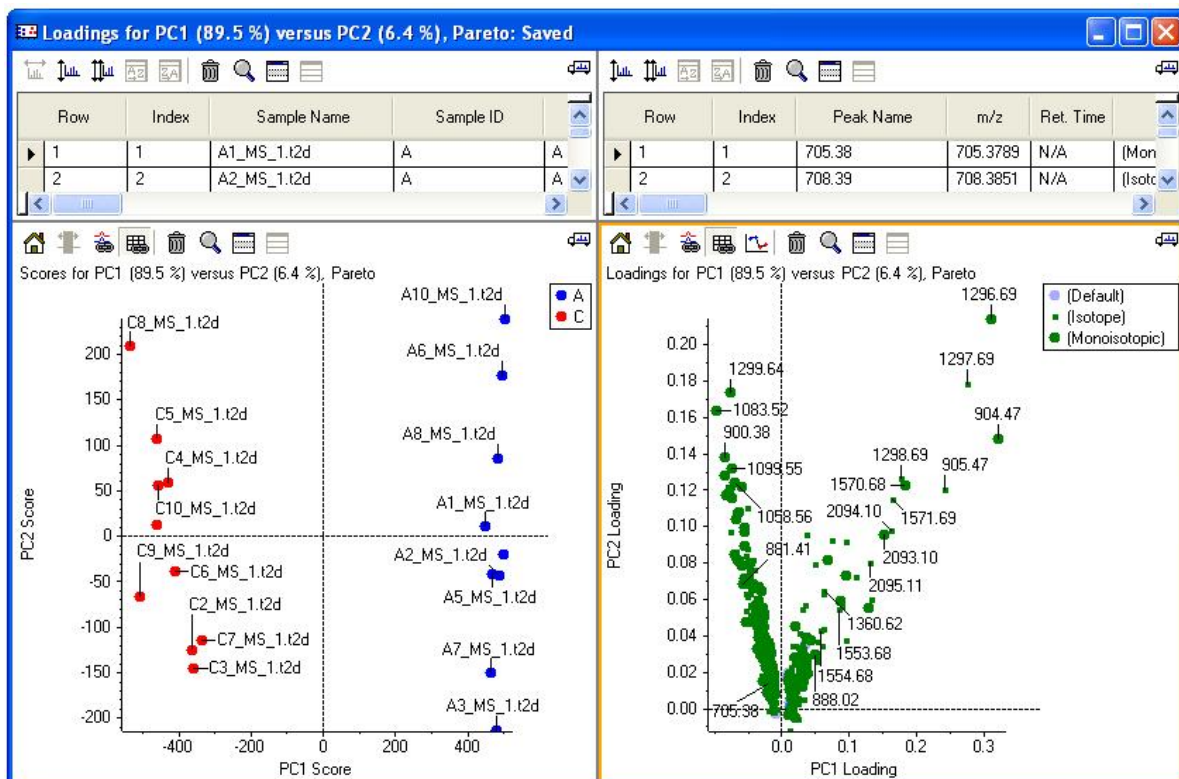 Loadings for PC1 (89.5 %) versus PC2 (6.4 %), Pareto: Saved
Row Index Sample Name Sample ID
1 1 A1_MS_1.t2d A A
2 2 A2_MS_1.t2d A A
Row Index Peak Name m/z Ret. Time
1 1 705.38 705.3789 N/A (Mon
2 2 708.39 708.3851 N/A (Isotc
Scores for PC1 (89.5 %) versus PC2 (6.4 %), Pareto
A
C
A10_MS_1.t2d
C8_MS_1.t2d
A6_MS_1.t2d
C5_MS_1.t2d
A8_MS_1.t2d
C4_MS_1.t2d
A1_MS_1.t2d
C10_MS_1.t2d
C9_MS_1.t2d
A2_MS_1.t2d
C6_MS_1.t2d
A5_MS_1.t2d
C2_MS_1.t2d
C7_MS_1.t2d
A7_MS_1.t2d
C3_MS_1.t2d
A3_MS_1.t2d
PC2 Score
200
150
100
50
0
-50
-100
-150
-200
-400 -200 0 200 400
PC1 Score
Loadings for PC1 (89.5 %) versus PC2 (6.4 %), Pareto
(Default)
(Isotope)
(Monoisotopic)
1296.69
1297.69
1299.64
904.47
1083.52
900.38
1298.69
905.47
1099.55
1570.68
1571.69
1058.56
2094.10
881.41
2093.10
2095.11
1360.62
1553.68
1554.68
888.02
705.38
PC2 Loading
0.20
0.18
0.16
0.14
0.12
0.10
0.08
0.06
0.04
0.02
0.00
0.0 0.1 0.2 0.3
PC1 Loading